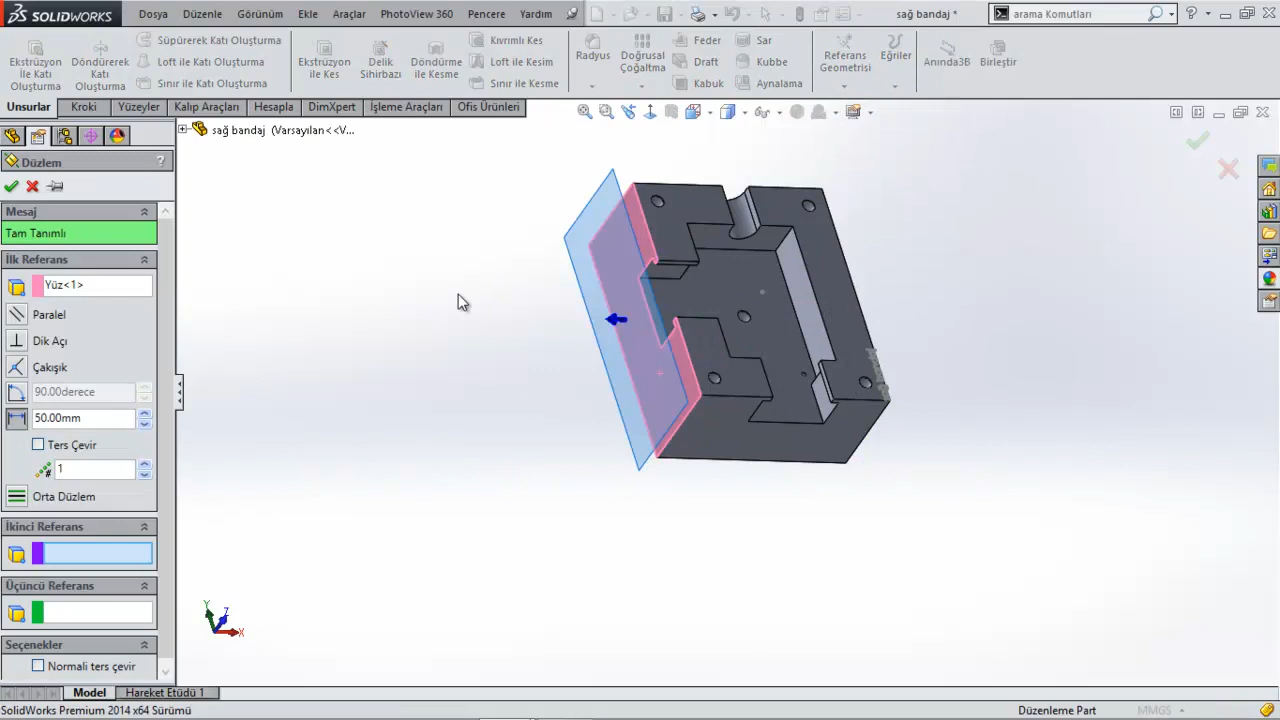 SOLIDWORKS
Dosya Düzenle Görünüm Ekle Araçlar PhotoView 360 Pencere Yardım
sağ bandaj *
arama Komutları
Ekstrüzyon İle Katı Oluşturma
Döndürerek Katı Oluşturma
Süpürerek Katı Oluşturma
Loft ile Katı Oluşturma
Sınır ile Katı Oluşturma
Ekstrüzyon ile Kes
Delik Sihirbazı
Döndürme ile Kesme
Kıvrımlı Kes
Loft ile Kesim
Sınır ile Kesme
Radyus
Doğrusal Çoğaltma
Feder
Draft
Kabuk
Sar
Kubbe
Aynalama
Referans Geometrisi
Eğriler
Anında3B
Birleştir
Unsurlar Kroki Yüzeyler Kalıp Araçları Hesapla DimXpert İşleme Araçları Ofis Ürünleri
sağ bandaj (Varsayılan<<V...
Düzlem ?
Mesaj
Tam Tanımlı
İlk Referans
Yüz<1>
Paralel
Dik Açı
Çakışık
90.00derece
50.00mm
Ters Çevir
1
Orta Düzlem
İkinci Referans
Üçüncü Referans
Seçenekler
Normali ters çevir
Y
Z
X
Model Hareket Etüdü 1
SolidWorks Premium 2014 x64 Sürümü
Düzenleme Part
MMGS